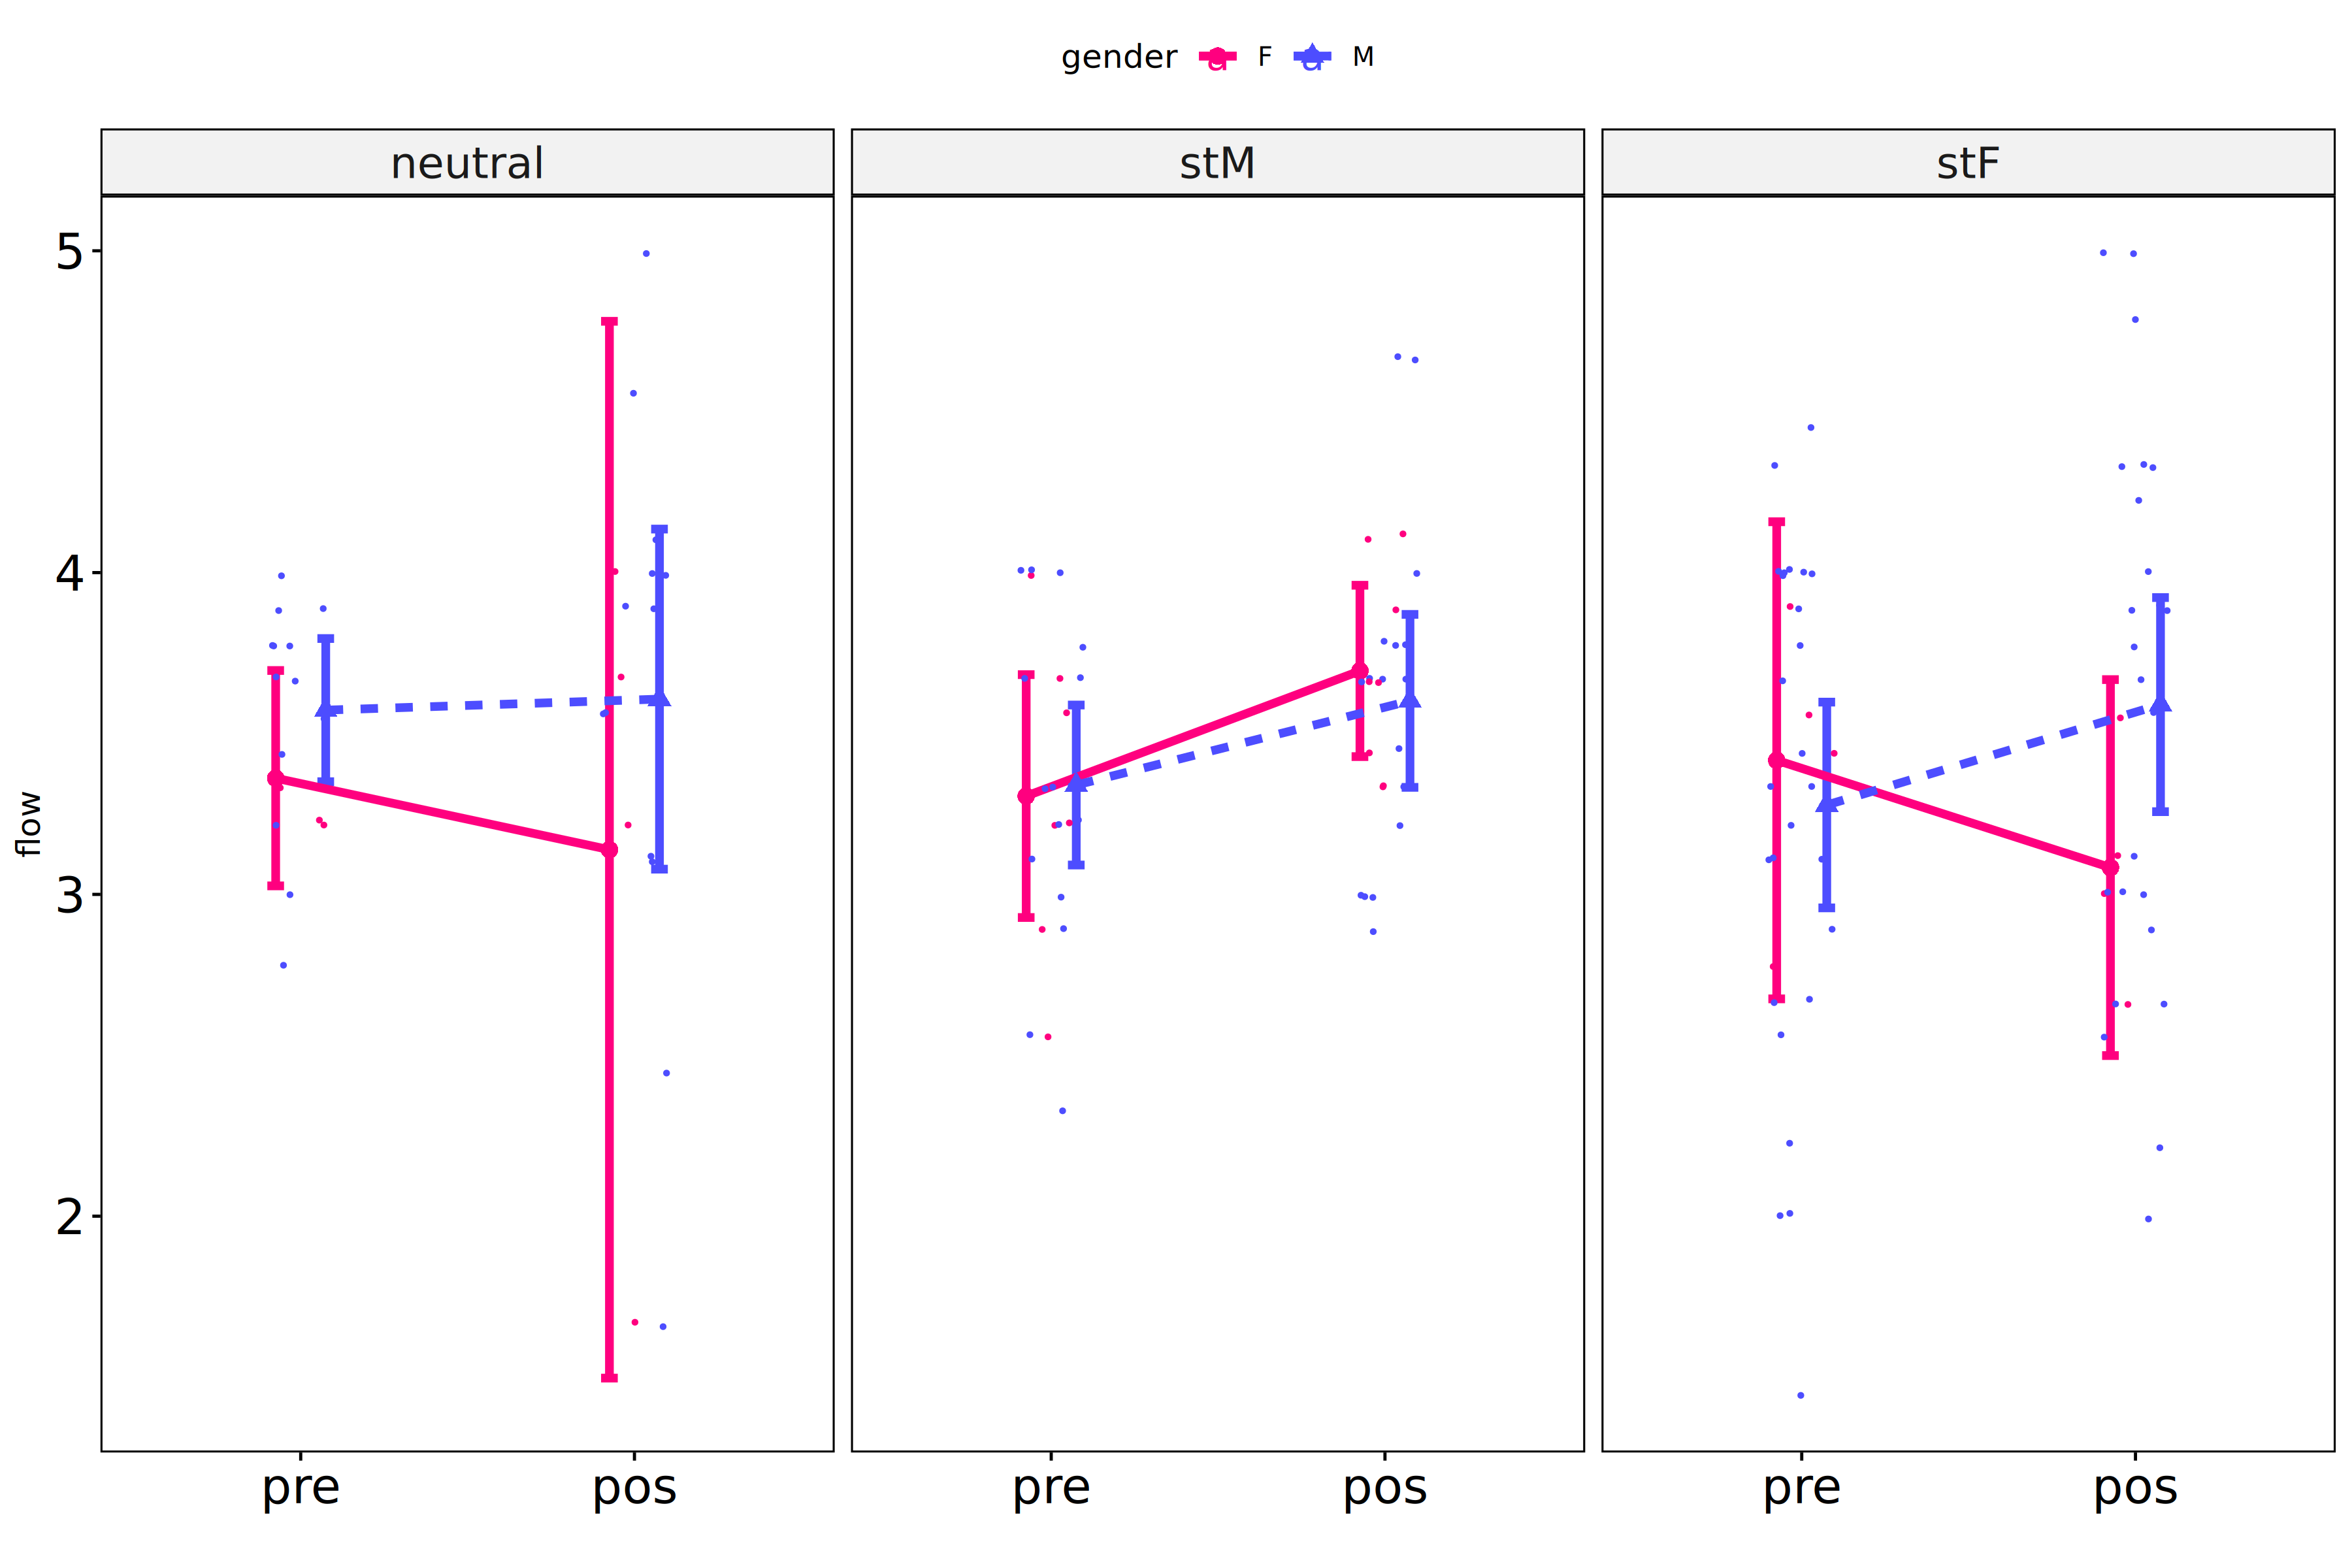 gender F M
neutral stM stF
5
4
3
2
flow
pre pos pre pos pre pos